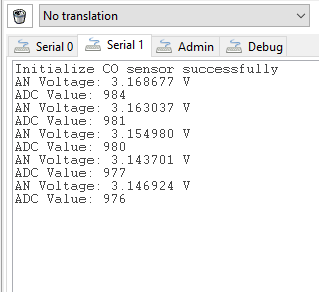 No translation
Serial 0
Serial 1
Admin
Debug
Initialize CO sensor successfully
AN Voltage: 3.168677 V
ADC Value: 984
AN Voltage: 3.163037 V
ADC Value: 981
AN Voltage: 3.154980 V
ADC Value: 980
AN Voltage: 3.143701 V
ADC Value: 977
AN Voltage: 3.146924 V
ADC Value: 976